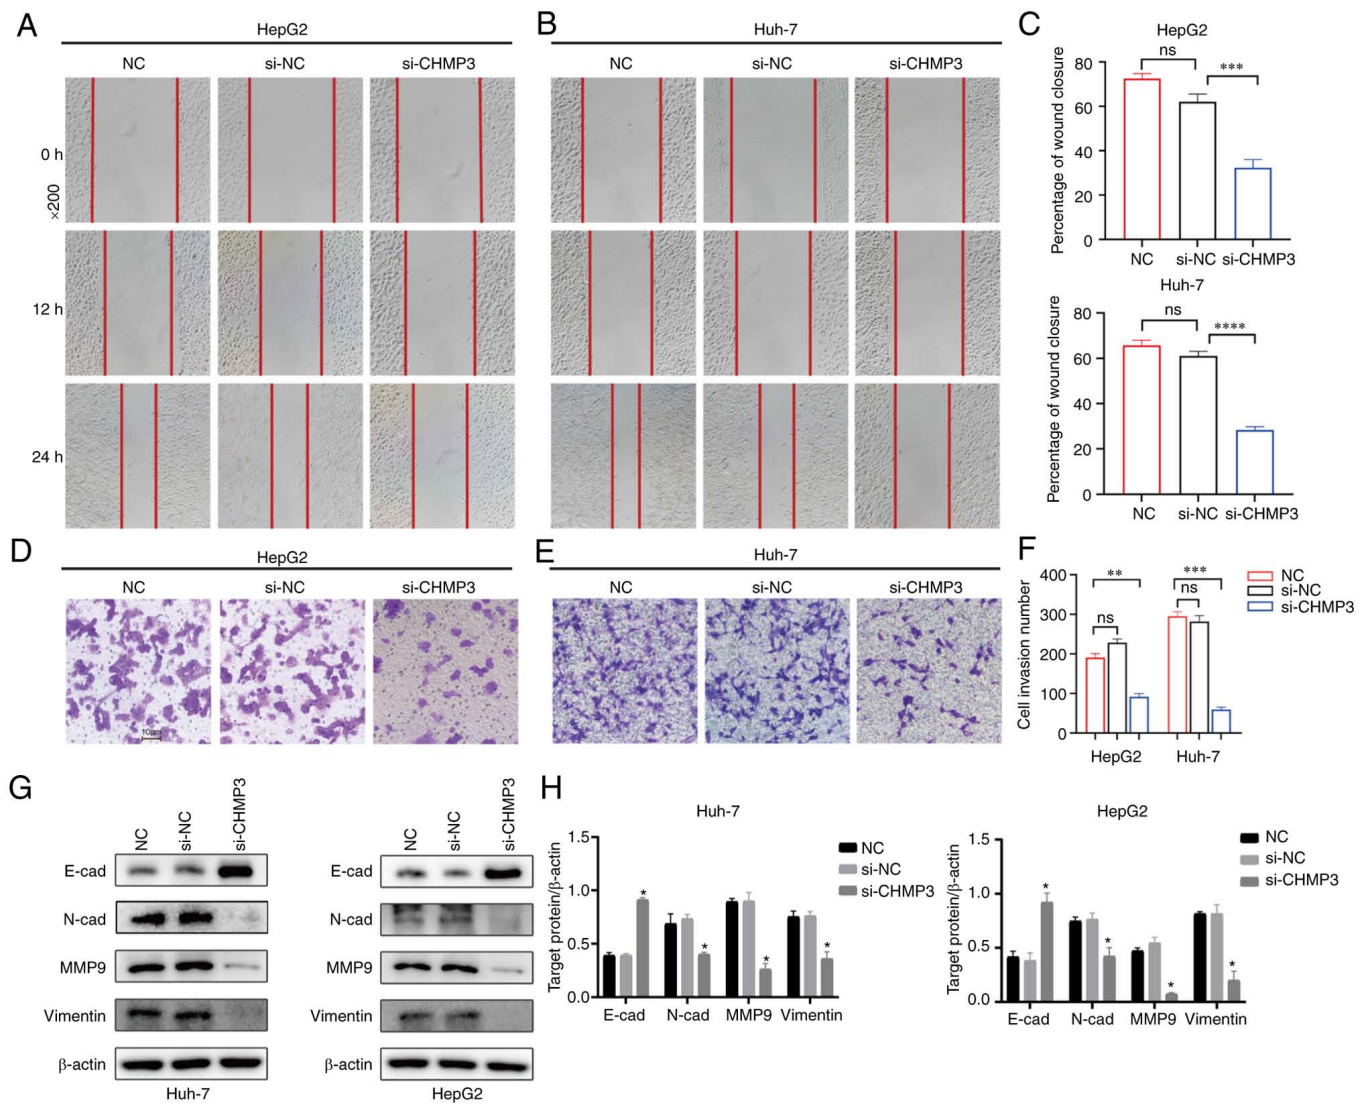 A
HepG2
NC si-NC si-CHMP3
0 h
×200
12 h
24 h
B
Huh-7
NC si-NC si-CHMP3
C
HepG2
Percentage of wound closure
80
60
40
20
0
ns
***
NC si-NC si-CHMP3
Huh-7
Percentage of wound closure
80
60
40
20
0
ns
****
NC si-NC si-CHMP3
D
HepG2
NC si-NC si-CHMP3
10μm
E
Huh-7
NC si-NC si-CHMP3
F
Cell invasion number
400
300
200
100
0
**
ns
***
ns
HepG2 Huh-7
NC
si-NC
si-CHMP3
G
NC si-NC si-CHMP3
E-cad
N-cad
MMP9
Vimentin
β-actin
Huh-7
NC si-NC si-CHMP3
E-cad
N-cad
MMP9
Vimentin
β-actin
HepG2
H
Huh-7
Target protein/β-actin
1.5
1.0
0.5
0.0
*
*
*
*
E-cad N-cad MMP9 Vimentin
NC
si-NC
si-CHMP3
HepG2
Target protein/β-actin
1.5
1.0
0.5
0.0
*
*
*
*
E-cad N-cad MMP9 Vimentin
NC
si-NC
si-CHMP3